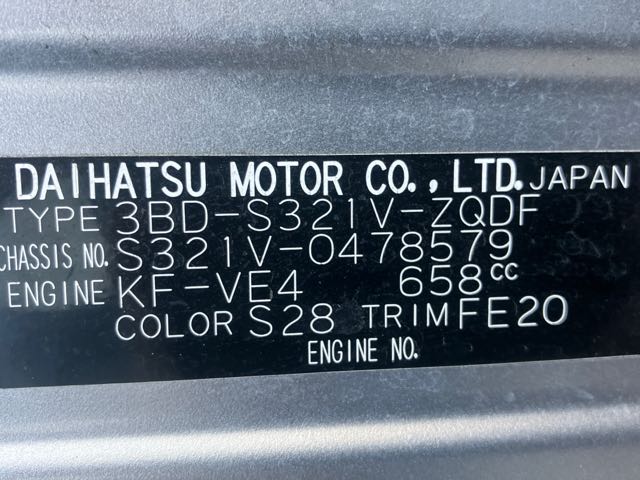 DAIHATSU MOTOR CO., LTD. JAPAN
TYPE 3BD-S321V-ZQDF
CHASSIS NO. S321V-0478579
ENGINE KF-VE4 658cc
COLOR S28 TRIM FE20
ENGINE NO.